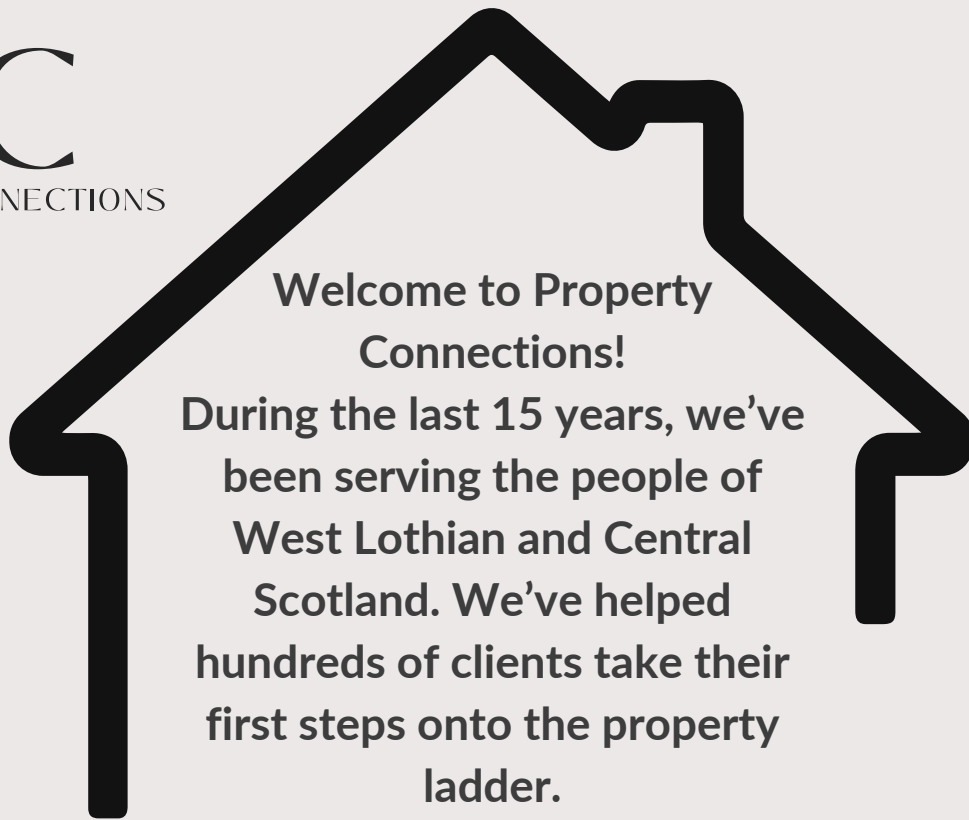 C
NECTIONS
Welcome to Property
Connections!
During the last 15 years, we’ve
been serving the people of
West Lothian and Central
Scotland. We’ve helped
hundreds of clients take their
first steps onto the property
ladder.